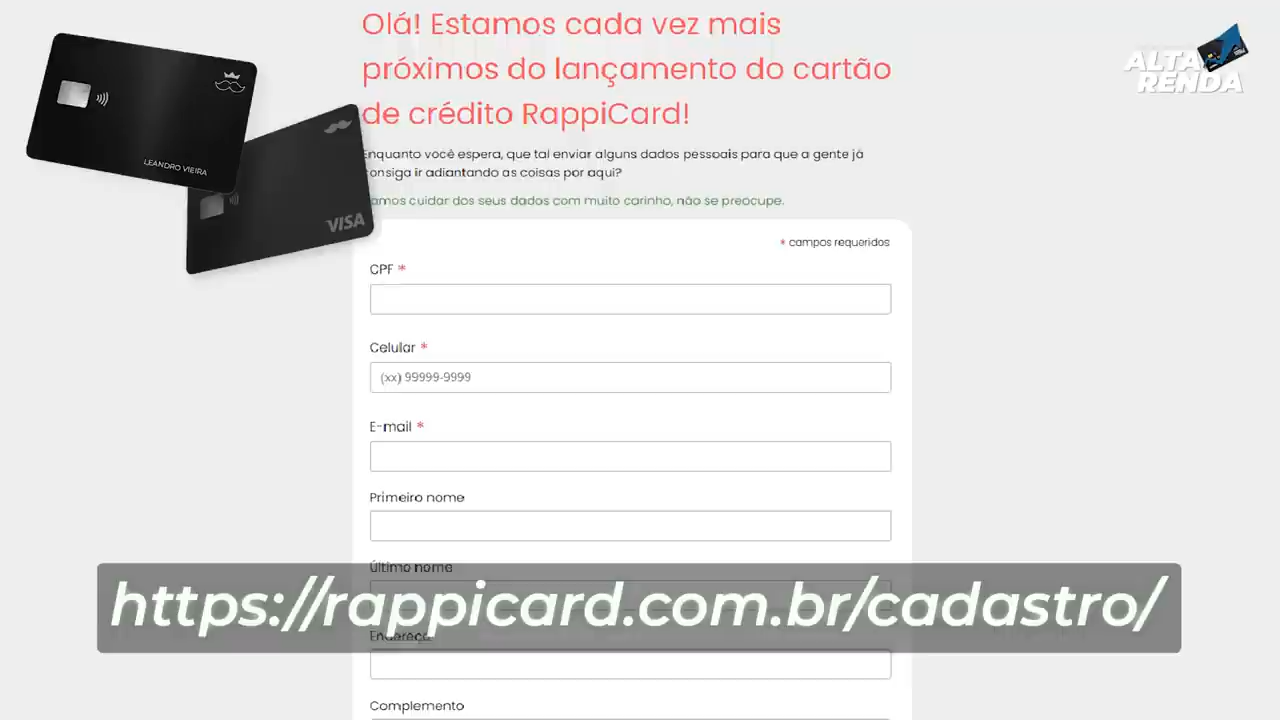 Olá! Estamos cada vez mais
próximos do lançamento do cartão
de crédito RappiCard!
ALTA
RENDA
LEANDRO VIEIRA
VISA
Enquanto você espera, que tal enviar alguns dados pessoais para que a gente já
consiga ir adiantando as coisas por aqui?
amos cuidar dos seus dados com muito carinho, não se preocupe.
* campos requeridos
CPF *
Celular *
(xx) 99999-9999
E-mail *
Primeiro nome
Último nome
https://rappicard.com.br/cadastro/
Endereço
Complemento